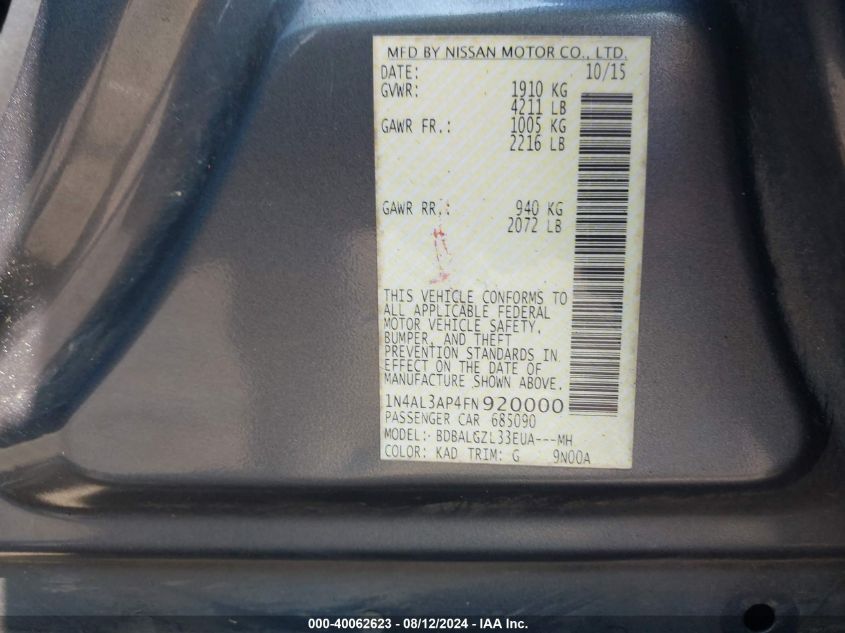 MFD BY NISSAN MOTOR CO., LTD.
DATE: 10/15
GVWR: 1910 KG
4211 LB
GAWR FR.: 1005 KG
2216 LB
GAWR RR.: 940 KG
2072 LB
THIS VEHICLE CONFORMS TO
ALL APPLICABLE FEDERAL
MOTOR VEHICLE SAFETY,
BUMPER, AND THEFT
PREVENTION STANDARDS IN
EFFECT ON THE DATE OF
MANUFACTURE SHOWN ABOVE.
1N4AL3AP4FN920000
PASSENGER CAR 685090
MODEL: BDBALGZL33EUA---MH
COLOR: KAD TRIM: G 9N00A
000-40062623 - 08/12/2024 - IAA Inc.